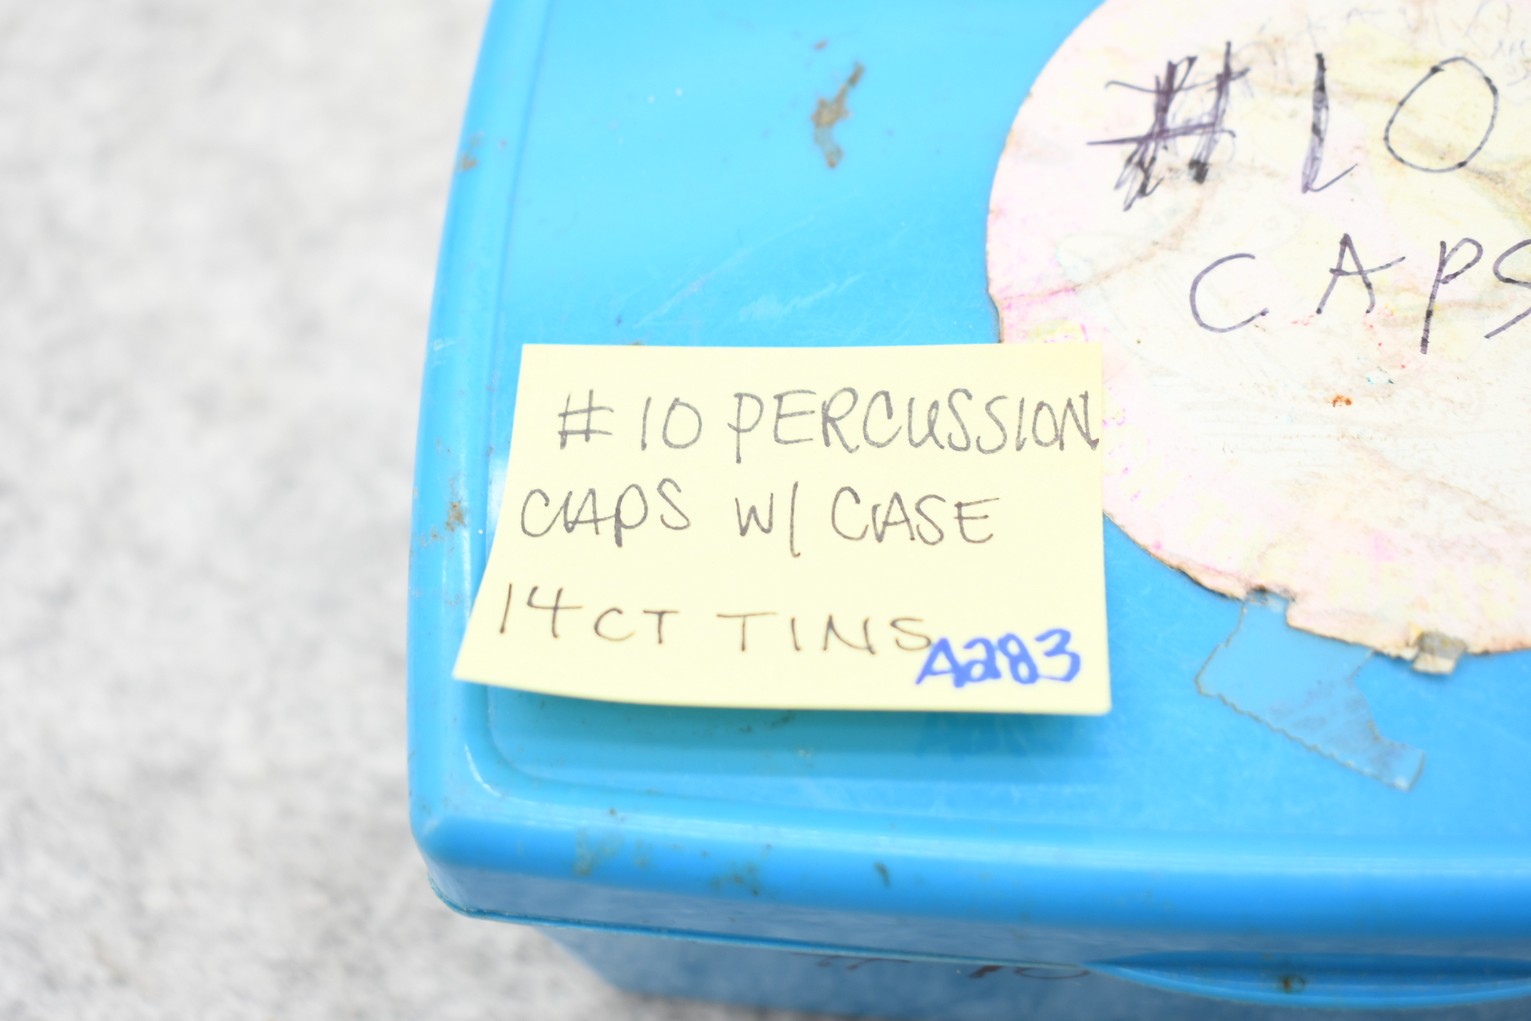 #10
CAPS
#10 PERCUSSION
CAPS W/ CASE
14CT TINS
A283